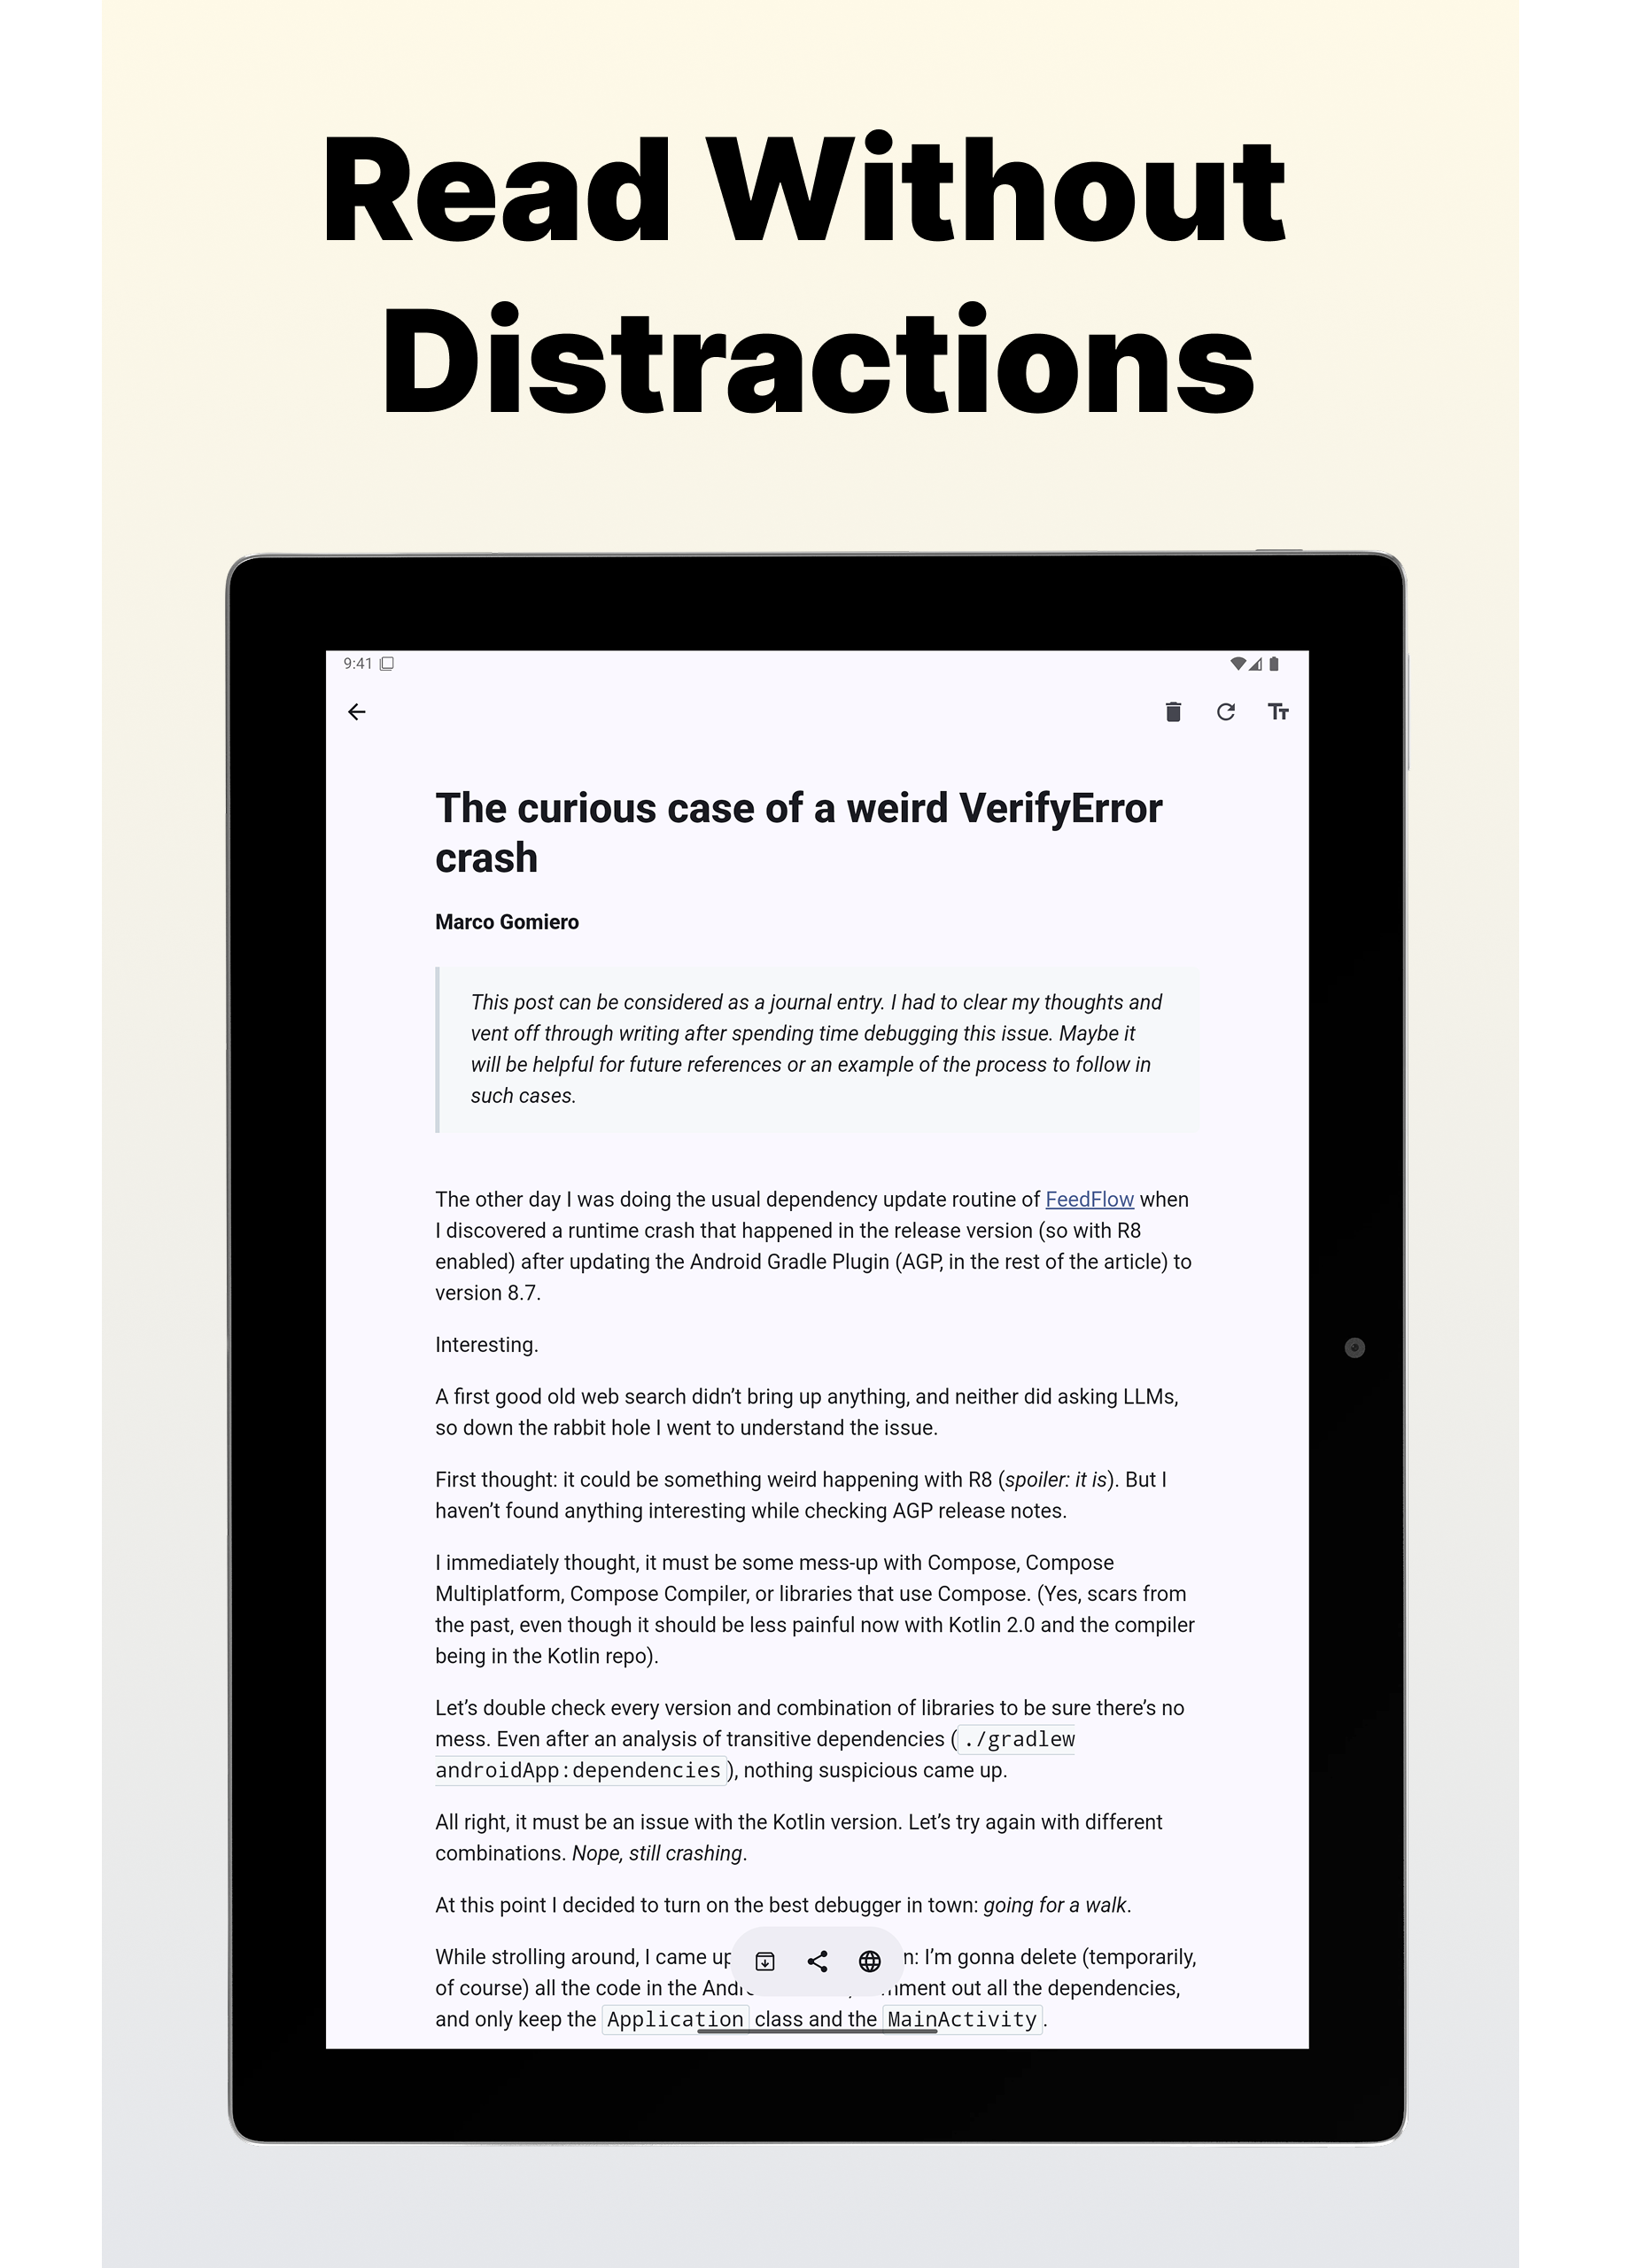 Read Without
Distractions
9:41
The curious case of a weird VerifyError
crash
Marco Gomiero
This post can be considered as a journal entry. I had to clear my thoughts and
vent off through writing after spending time debugging this issue. Maybe it
will be helpful for future references or an example of the process to follow in
such cases.
The other day I was doing the usual dependency update routine of FeedFlow when
I discovered a runtime crash that happened in the release version (so with R8
enabled) after updating the Android Gradle Plugin (AGP, in the rest of the article) to
version 8.7.
Interesting.
A first good old web search didn’t bring up anything, and neither did asking LLMs,
so down the rabbit hole I went to understand the issue.
First thought: it could be something weird happening with R8 (spoiler: it is). But I
haven’t found anything interesting while checking AGP release notes.
I immediately thought, it must be some mess-up with Compose, Compose
Multiplatform, Compose Compiler, or libraries that use Compose. (Yes, scars from
the past, even though it should be less painful now with Kotlin 2.0 and the compiler
being in the Kotlin repo).
Let’s double check every version and combination of libraries to be sure there’s no
mess. Even after an analysis of transitive dependencies (./gradlew
androidApp:dependencies), nothing suspicious came up.
All right, it must be an issue with the Kotlin version. Let’s try again with different
combinations. Nope, still crashing.
At this point I decided to turn on the best debugger in town: going for a walk.
While strolling around, I came up I’m gonna delete (temporarily,
of course) all the code in the out all the dependencies,
and only keep the Application class and the MainActivity.